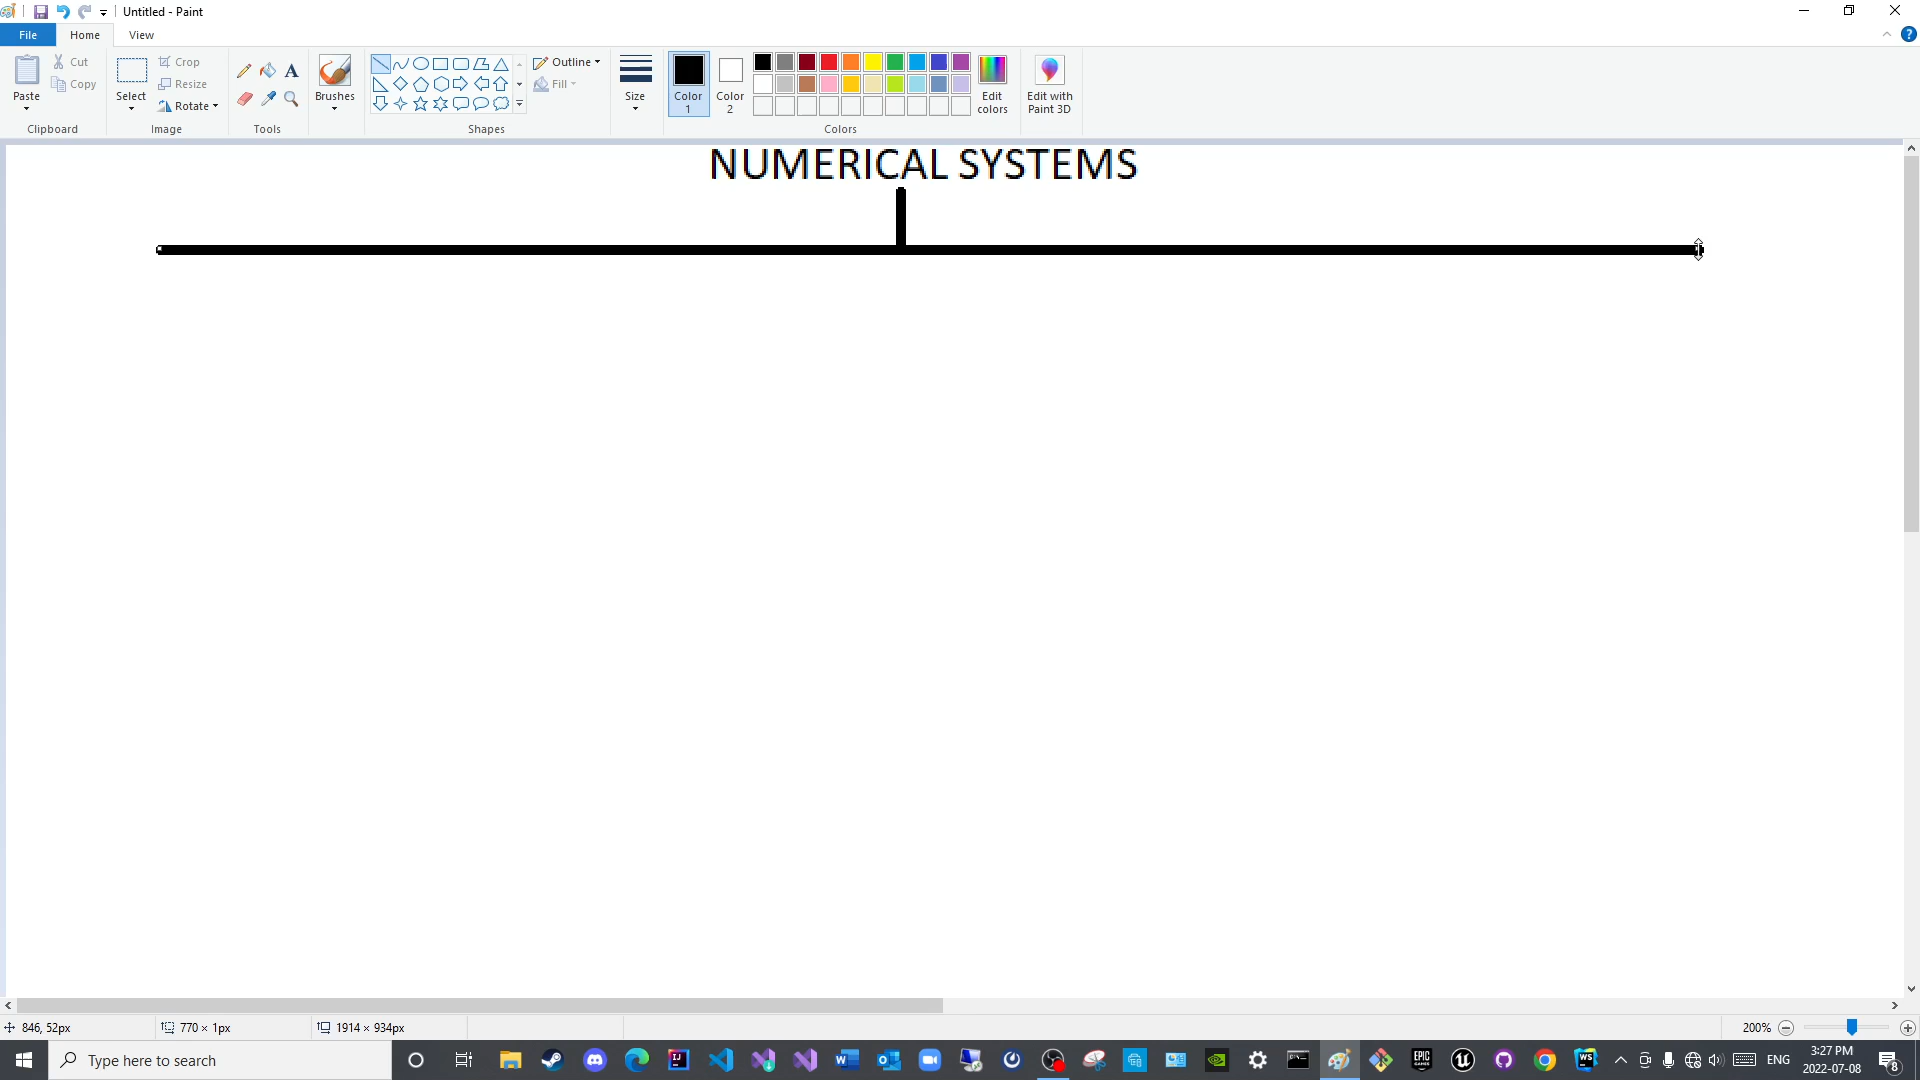 Untitled - Paint
File
Home
View
Paste
Cut
Copy
Clipboard
Select
Crop
Resize
Rotate
Image
Tools
Brushes
Shapes
Outline
Fill
Size
Color
1
Color
2
Edit
colors
Colors
Edit with
Paint 3D
NUMERICAL SYSTEMS
846, 52px
770 × 1px
1914 × 934px
200%
Type here to search
ENG
3:27 PM
2022-07-08
8